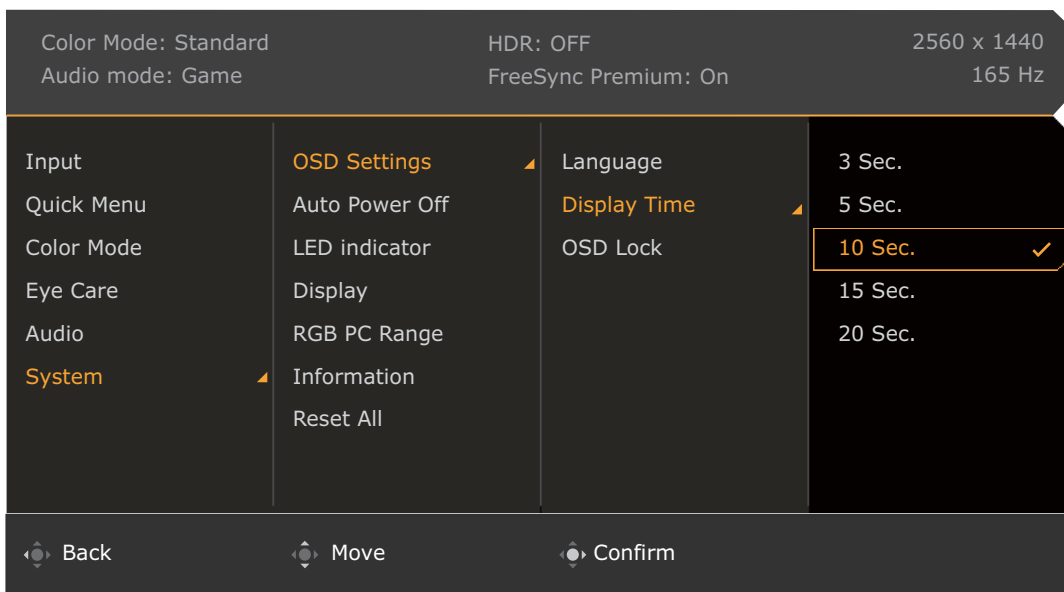 Color Mode: Standard
Audio mode: Game
HDR: OFF
FreeSync Premium: On
2560 x 1440
165 Hz
Input
Quick Menu
Color Mode
Eye Care
Audio
System
OSD Settings
Auto Power Off
LED indicator
Display
RGB PC Range
Information
Reset All
Language
Display Time
OSD Lock
3 Sec.
5 Sec.
10 Sec.
15 Sec.
20 Sec.
Back
Move
Confirm